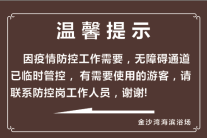 温馨提示
因疫情防控工作需要，无障碍通道
已临时管控，有需要使用的游客，请
联系防控岗工作人员，谢谢!
金沙湾海滨浴场